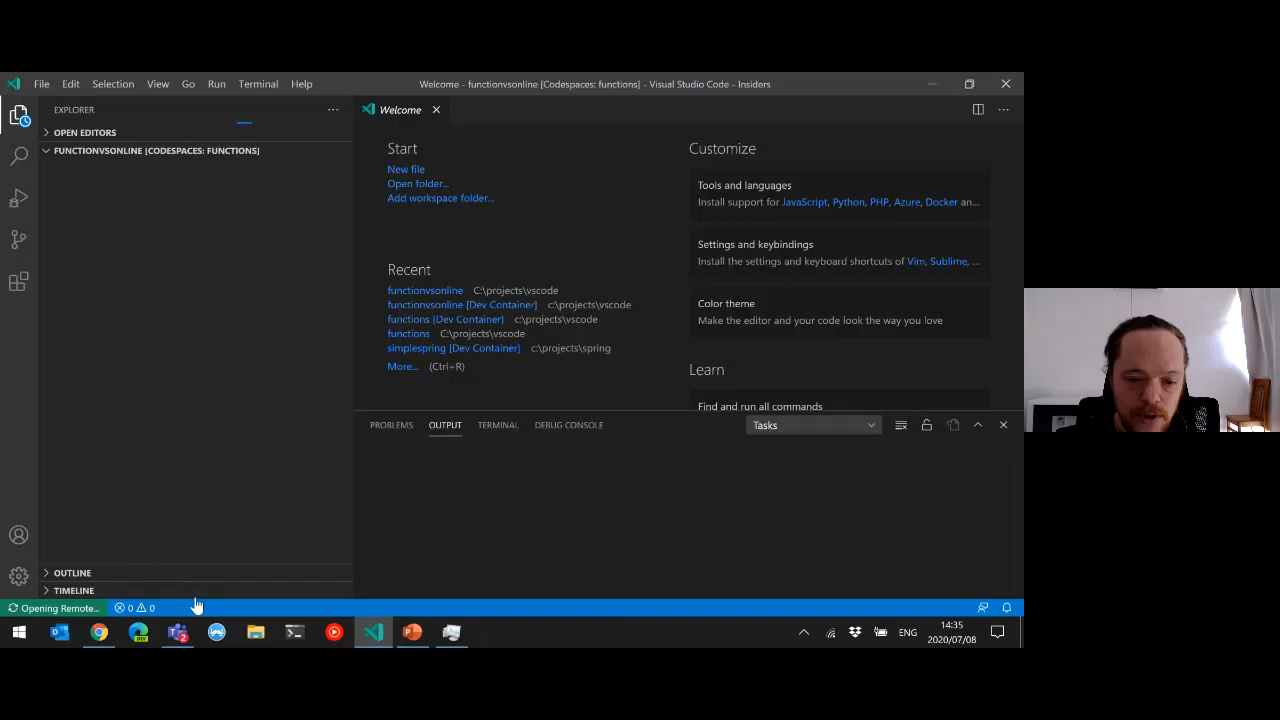 File Edit Selection View Go Run Terminal Help
Welcome - functionvsonline [Codespaces: functions] - Visual Studio Code - Insiders
EXPLORER
Welcome
OPEN EDITORS
FUNCTIONVSONLINE [CODESPACES: FUNCTIONS]
Start
New file
Open folder...
Add workspace folder...
Recent
functionvsonline C:\projects\vscode
functionvsonline [Dev Container] c:\projects\vscode
functions [Dev Container] c:\projects\vscode
functions C:\projects\vscode
simplespring [Dev Container] c:\projects\spring
More... (Ctrl+R)
Customize
Tools and languages
Install support for JavaScript, Python, PHP, Azure, Docker an...
Settings and keybindings
Install the settings and keyboard shortcuts of Vim, Sublime, ...
Color theme
Make the editor and your code look the way you love
Learn
Find and run all commands
PROBLEMS OUTPUT TERMINAL DEBUG CONSOLE
Tasks
OUTLINE
TIMELINE
Opening Remote... 0 0
DEV
2
ENG
14:35
2020/07/08